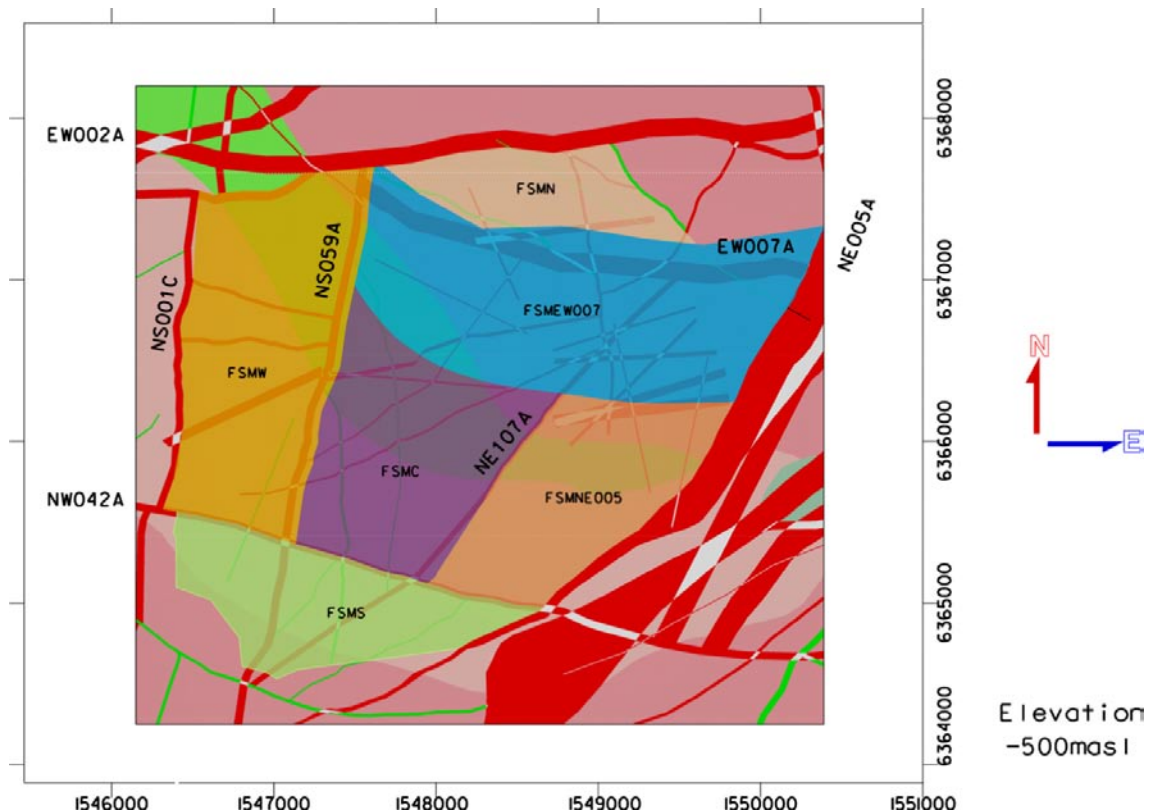 EW002A
6368000
FSMN
EW007A
NE005A
NS059A
6367000
NS001C
FSMEW007
N
FSMW
E
6366000
NE107A
FSMC
FSMNE005
NW042A
FSMS
6365000
6364000
Elevation
-500masl
1546000 1547000 1548000 1549000 1550000 1551000